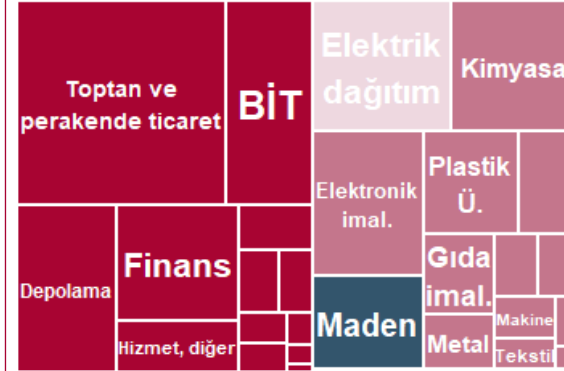 Toptan ve
perakende ticaret
BİT
Elektrik
dağıtım
Kimyasa
Elektronik
imal.
Plastik
Ü.
Depolama
Finans
Hizmet, diğer
Maden
Gıda
imal.
Metal
Makine
Tekstil